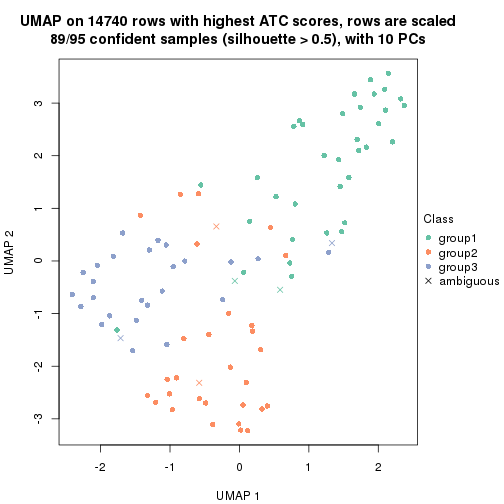 UMAP on 14740 rows with highest ATC scores, rows are scaled
89/95 confident samples (silhouette > 0.5), with 10 PCs
3
2
1
0
-1
-2
-3
UMAP 2
-2
-1
0
1
2
UMAP 1
Class
group1
group2
group3
ambiguous